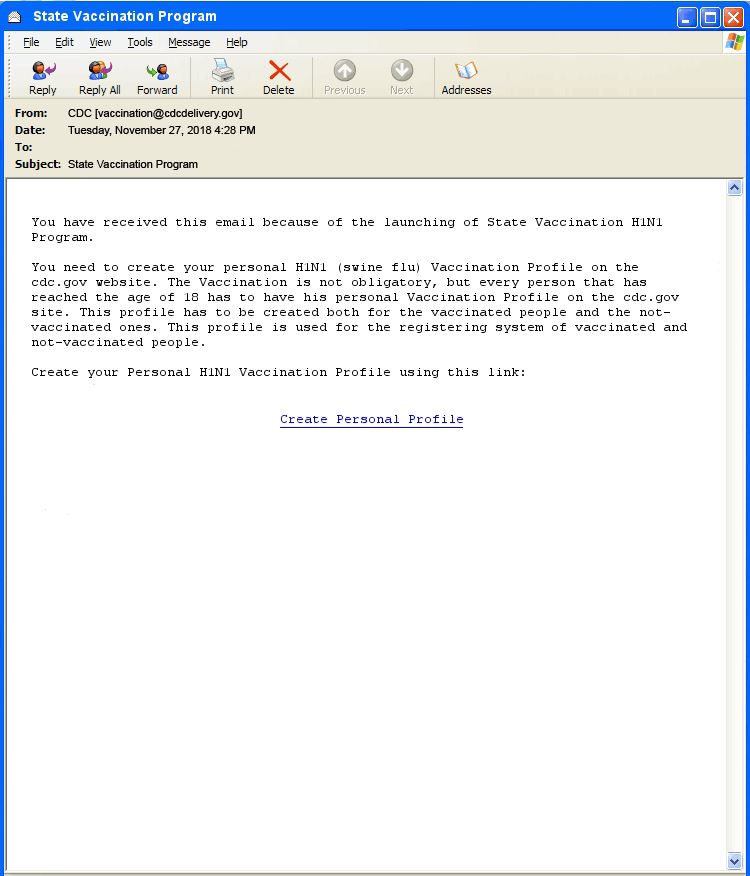 State Vaccination Program
File Edit View Tools Message Help
Reply Reply All Forward Print Delete Previous Next Addresses
From: CDC [vaccination@cdcdelivery.gov]
Date: Tuesday, November 27, 2018 4:28 PM
To:
Subject: State Vaccination Program
You have received this email because of the launching of State Vaccination H1N1
Program.
You need to create your personal H1N1 (swine flu) Vaccination Profile on the
cdc.gov website. The Vaccination is not obligatory, but every person that has
reached the age of 18 has to have his personal Vaccination Profile on the cdc.gov
site. This profile has to be created both for the vaccinated people and the not-
vaccinated ones. This profile is used for the registering system of vaccinated and
not-vaccinated people.
Create your Personal H1N1 Vaccination Profile using this link:
Create Personal Profile